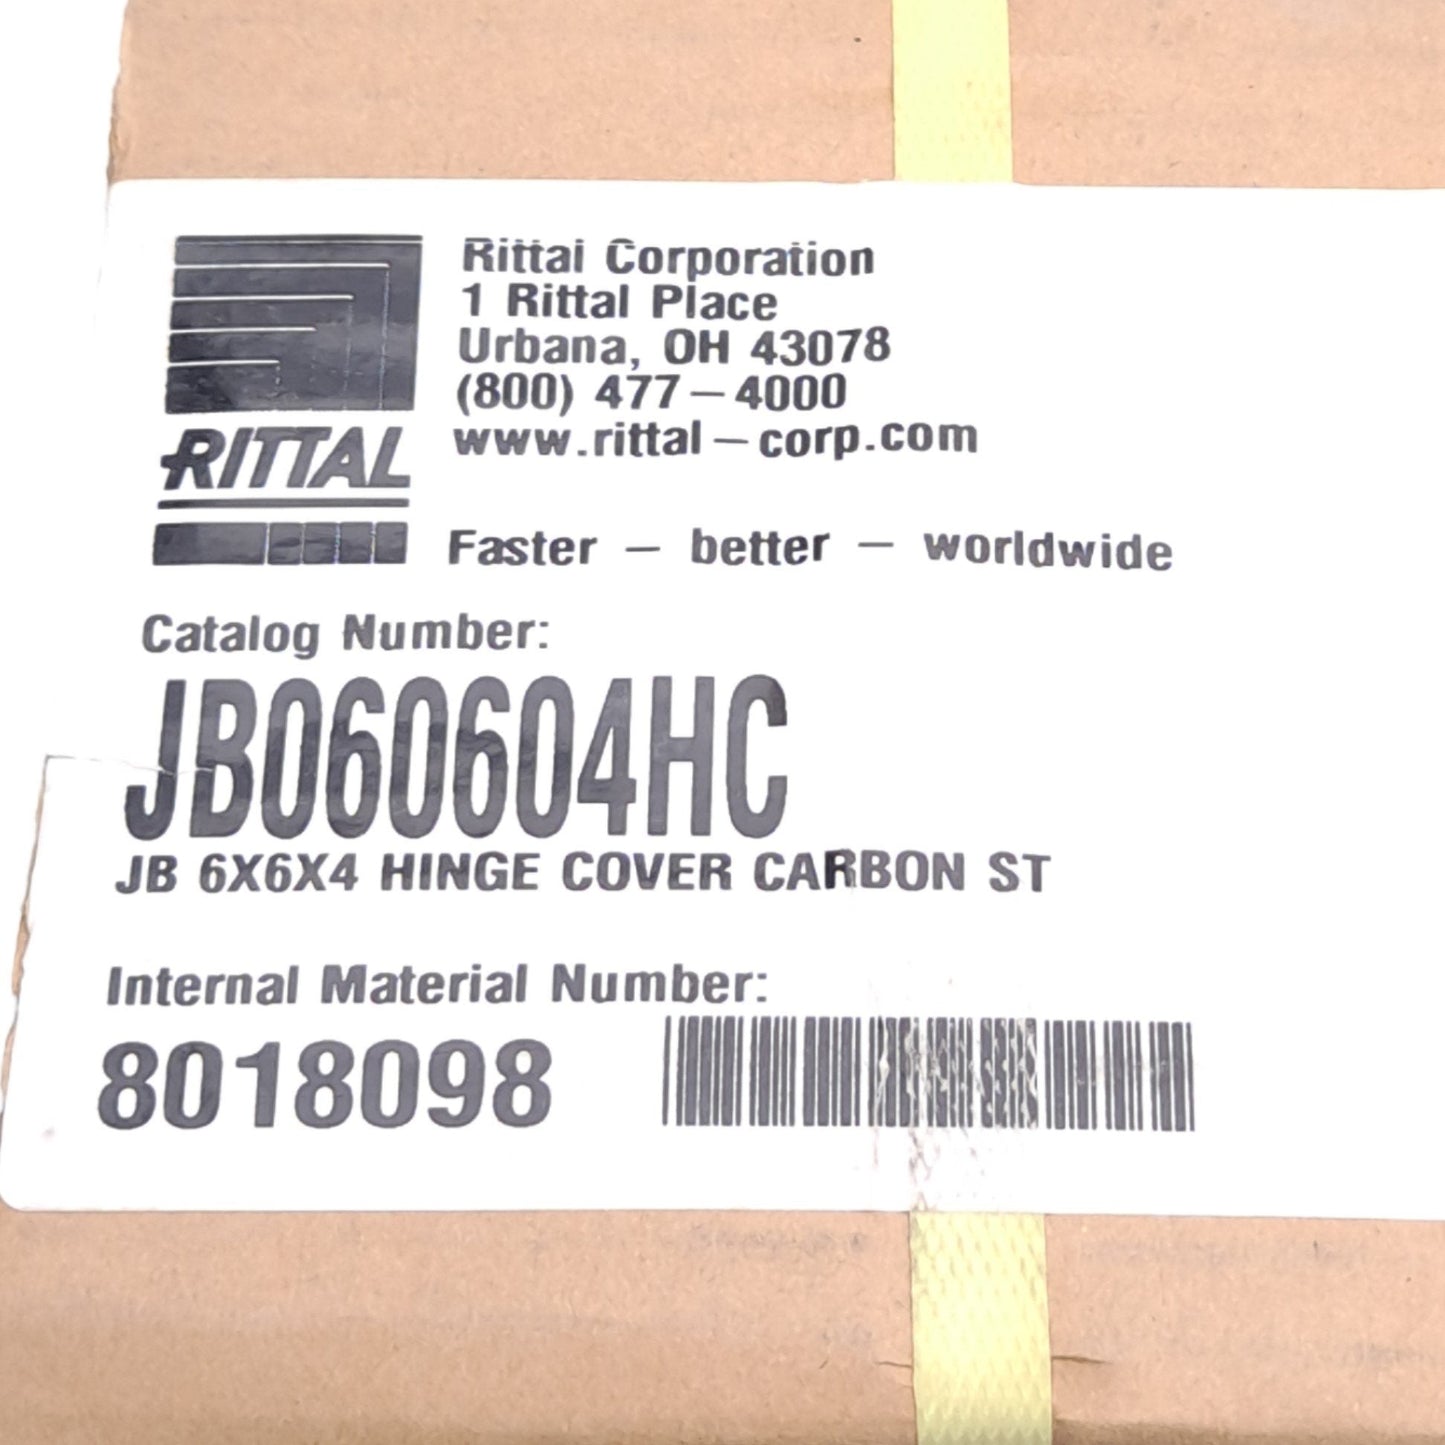 Rittal Corporation
1 Rittal Place
Urbana, OH 43078
(800) 477-4000
www.rittal-corp.com
RITTAL
Faster - better - worldwide
Catalog Number:
JB060604HC
JB 6X6X4 HINGE COVER CARBON ST
Internal Material Number:
8018098